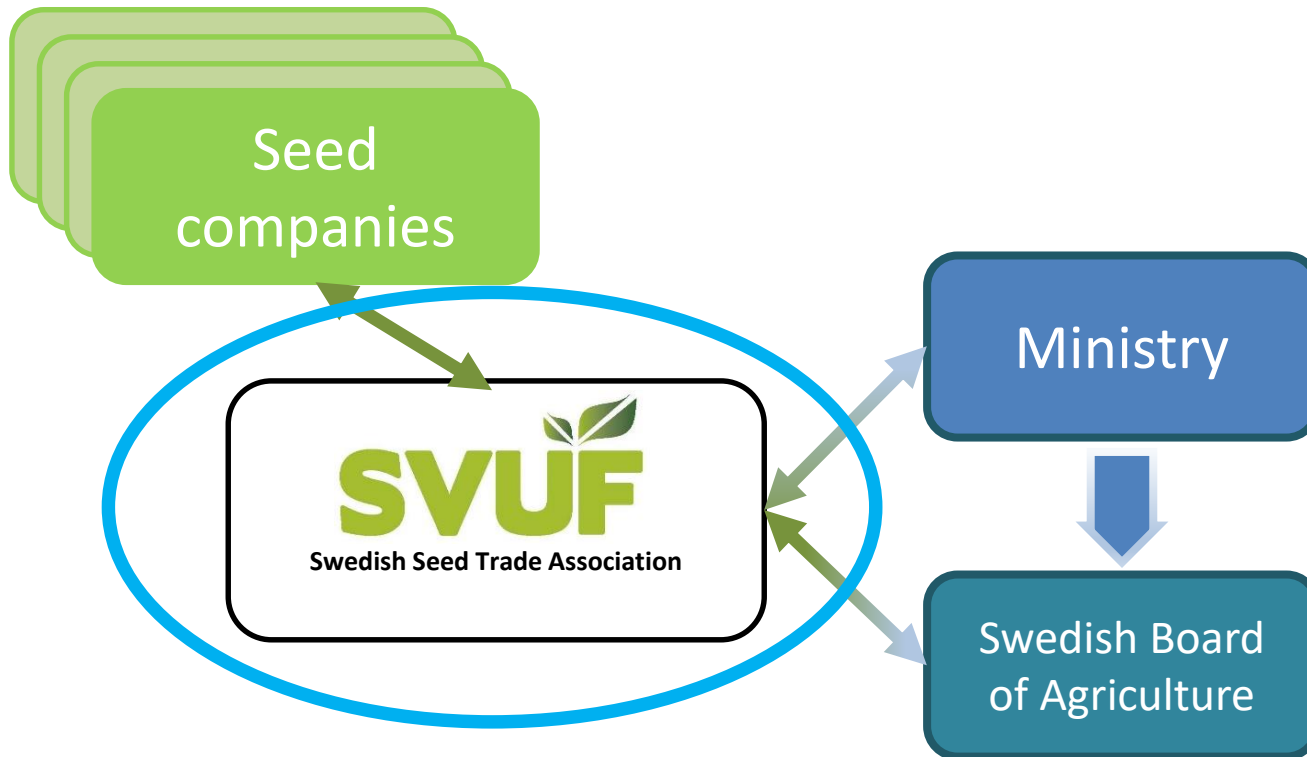 Seed
companies
SVUF
Swedish Seed Trade Association
Ministry
Swedish Board
of Agriculture